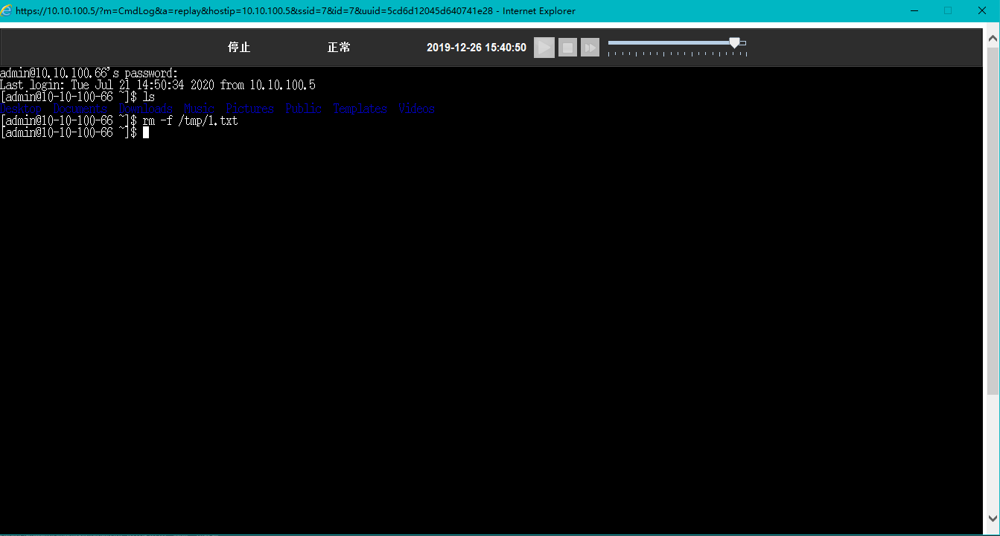 https://10.10.100.5/?m=CmdLog&a=replay&hostip=10.10.100.5&ssid=7&id=7&uuid=5cd6d12045d640741e28 - Internet Explorer
停止 正常 2019-12-26 15:40:50
admin@10.10.100.66's password:
Last login: Tue Jul 21 14:50:34 2020 from 10.10.100.5
[admin@10-10-100-66 ~]$ ls
Desktop  Documents  Downloads  Music  Pictures  Public  Templates  Videos
[admin@10-10-100-66 ~]$ rm -f /tmp/1.txt
[admin@10-10-100-66 ~]$